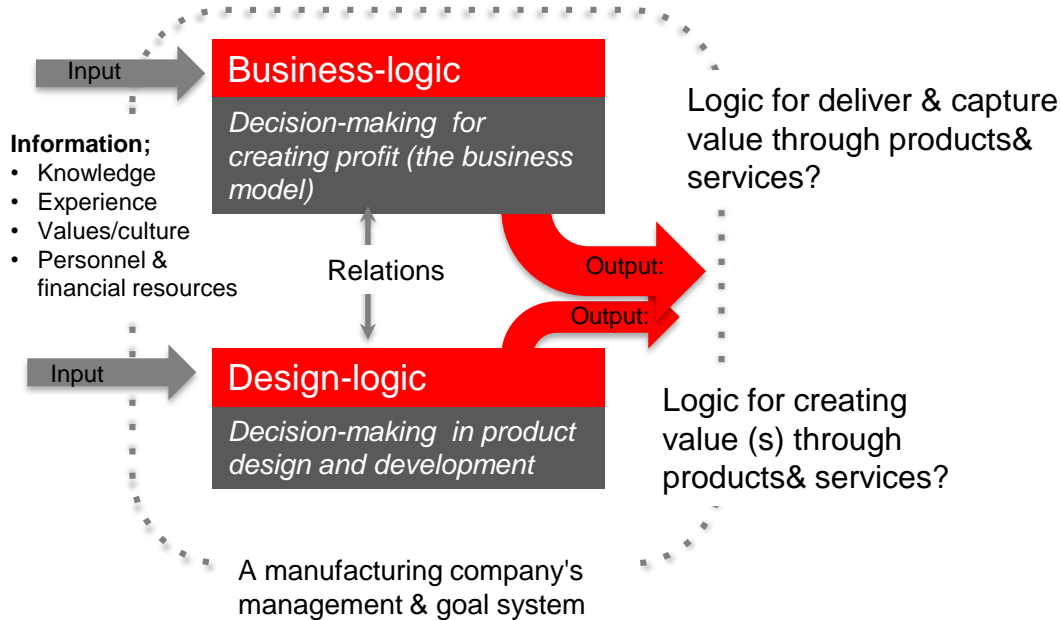 Input
Business-logic
Decision-making for
creating profit (the business
model)
Logic for deliver & capture
value through products&
services?
Information;
• Knowledge
• Experience
• Values/culture
• Personnel &
financial resources
Relations
Output:
Output:
Input
Design-logic
Decision-making in product
design and development
Logic for creating
value (s) through
products& services?
A manufacturing company's
management & goal system